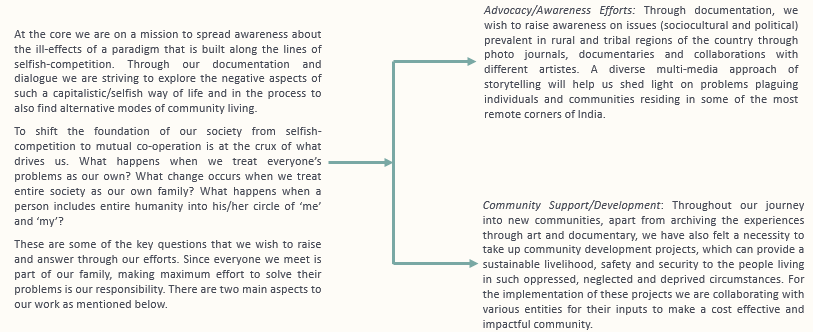 At the core we are on a mission to spread awareness about
the ill-effects of a paradigm that is built along the lines of
selfish-competition. Through our documentation and
dialogue we are striving to explore the negative aspects of
such a capitalistic/selfish way of life and in the process to
also find alternative modes of community living.
To shift the foundation of our society from selfish-
competition to mutual co-operation is at the crux of what
drives us. What happens when we treat everyone's
problems as our own? What change occurs when we treat
entire society as our own family? What happens when a
person includes entire humanity into his/her circle of 'me'
and 'my'?
These are some of the key questions that we wish to raise
and answer through our efforts. Since everyone we meet is
part of our family, making maximum effort to solve their
problems is our responsibility. There are two main aspects to
our work as mentioned below.
Advocacy/Awareness Efforts: Through documentation, we
wish to raise awareness on issues (sociocultural and political)
prevalent in rural and tribal regions of the country through
photo journals, documentaries and collaborations with
different artistes. A diverse multi-media approach of
storytelling will help us shed light on problems plaguing
individuals and communities residing in some of the most
remote corners of India.
Community Support/Development: Throughout our journey
into new communities, apart from archiving the experiences
through art and documentary, we have also felt a necessity to
take up community development projects, which can provide a
sustainable livelihood, safety and security to the people living
in such oppressed, neglected and deprived circumstances. For
the implementation of these projects we are collaborating with
various entities for their inputs to make a cost effective and
impactful community.